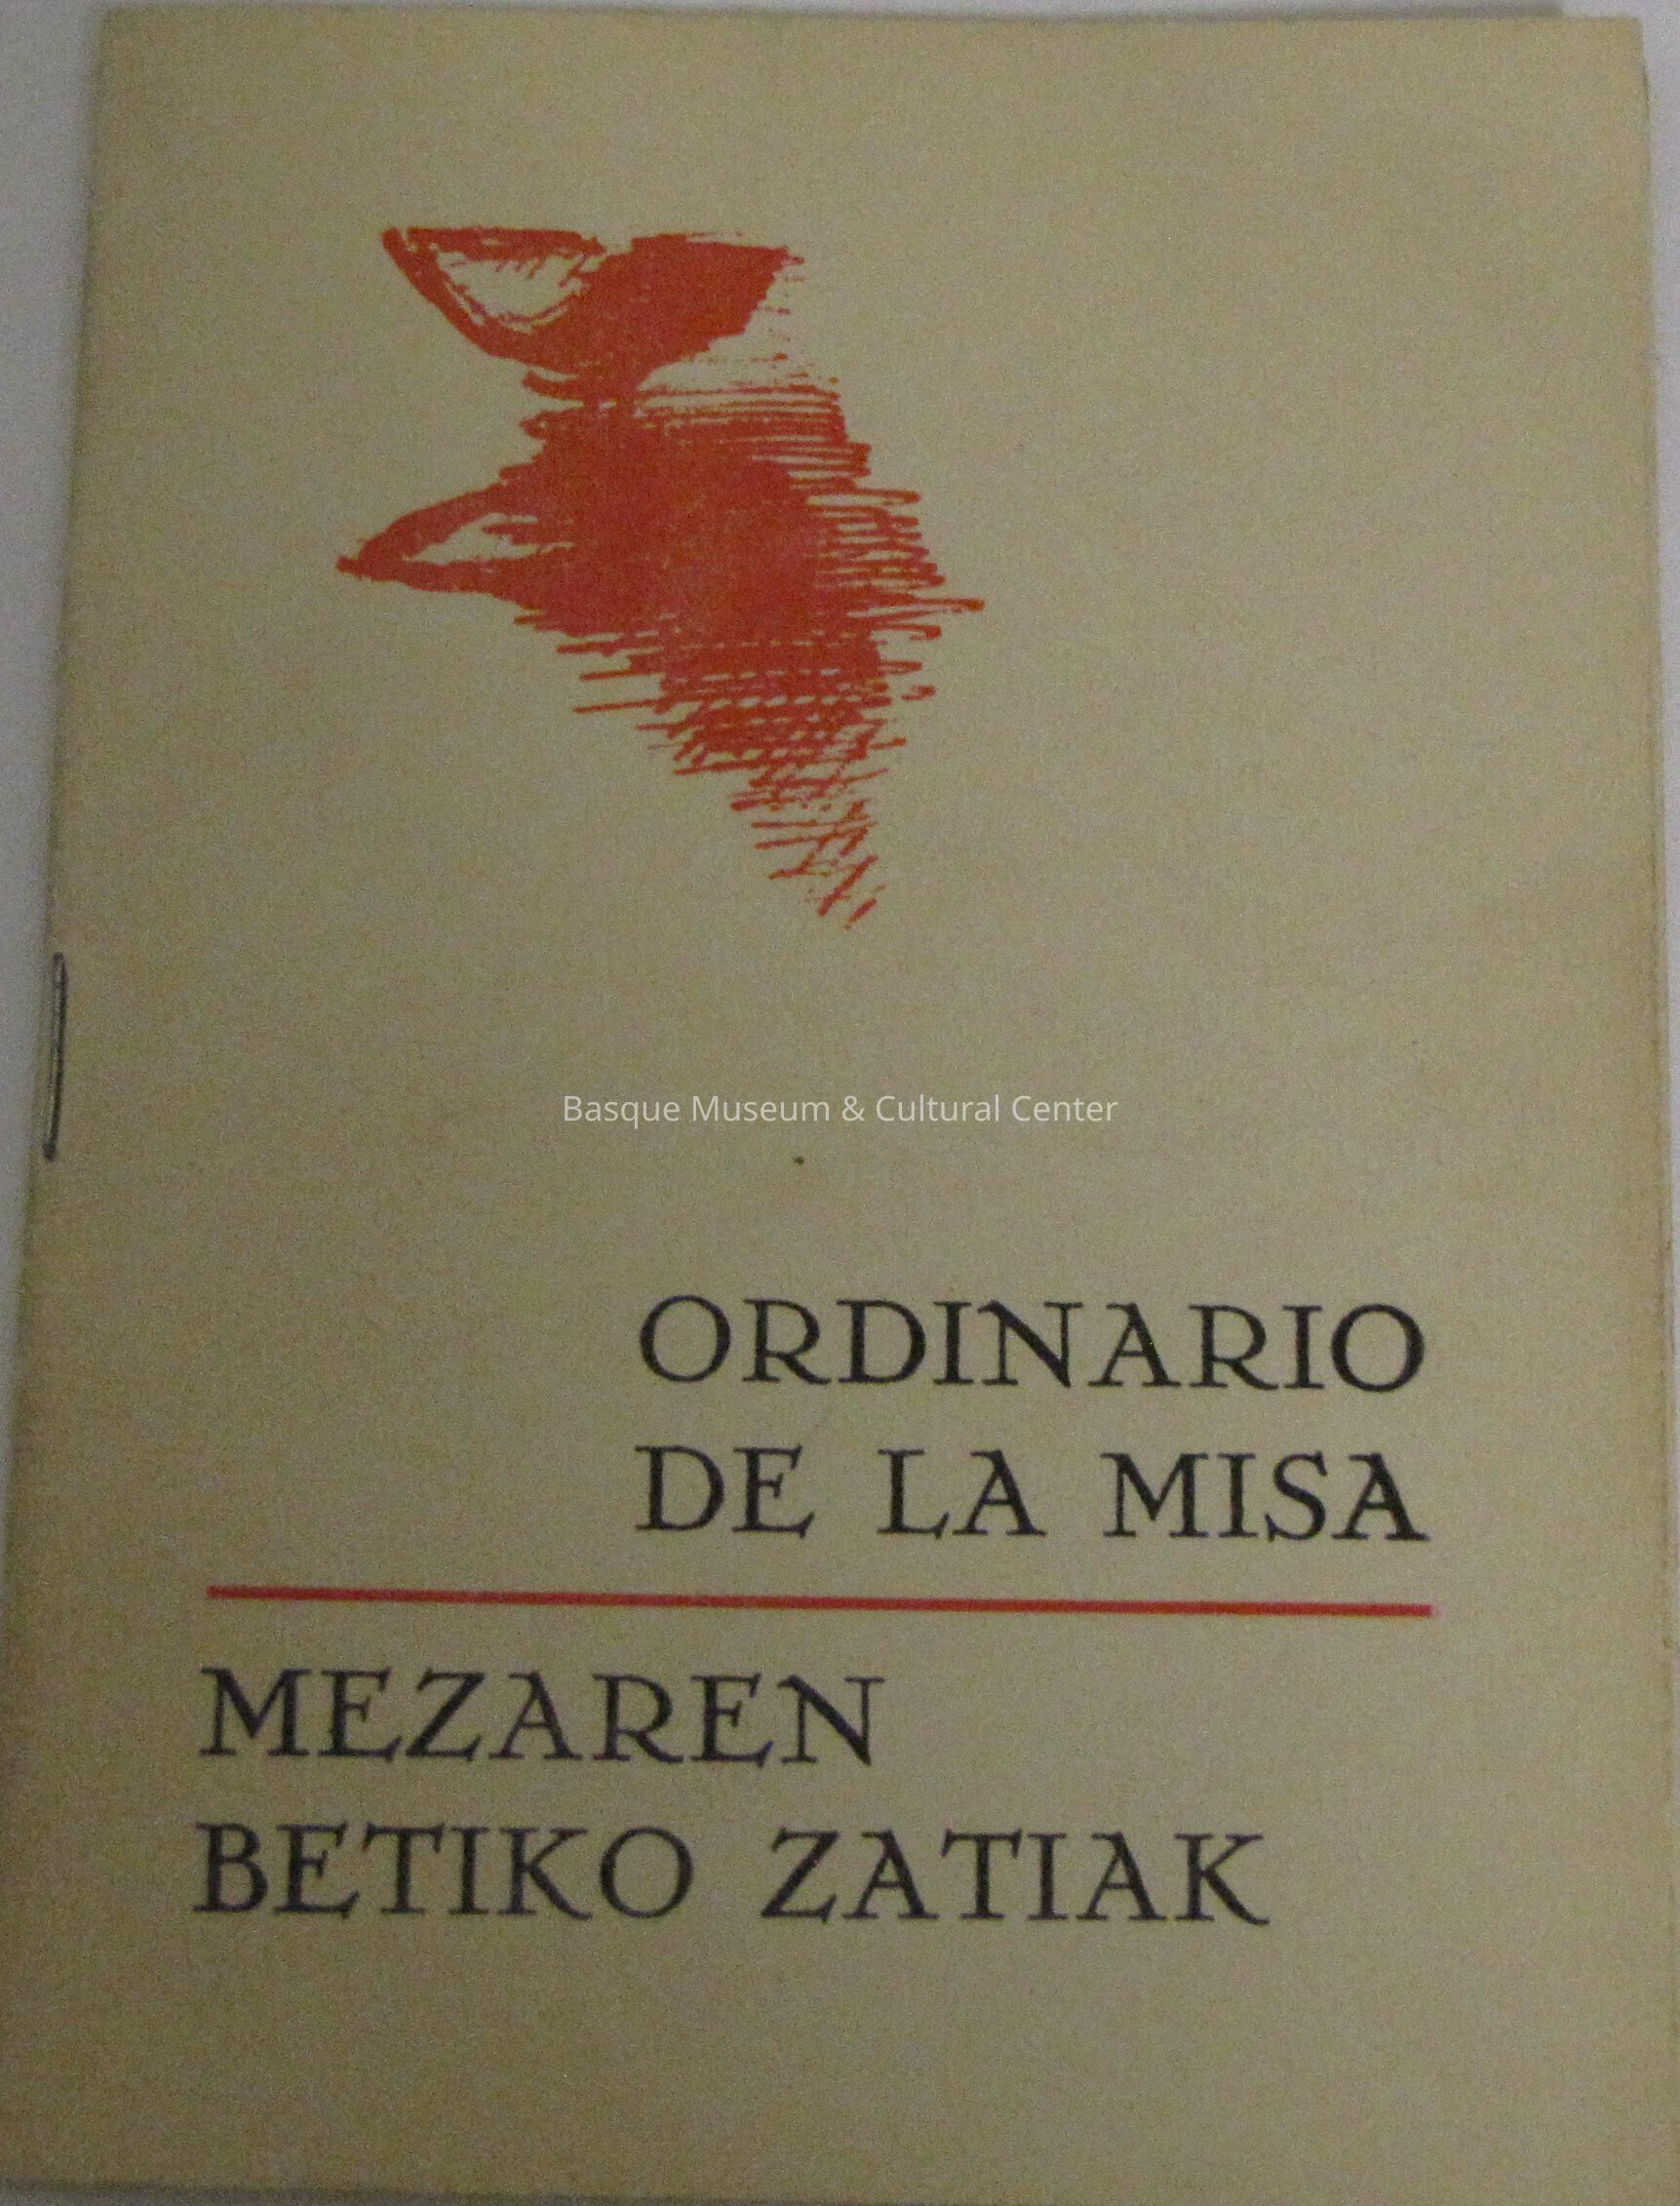 Basque Museum & Cultural Center
ORDINARIO
DE LA MISA
MEZAREN
BETIKO ZATIAK